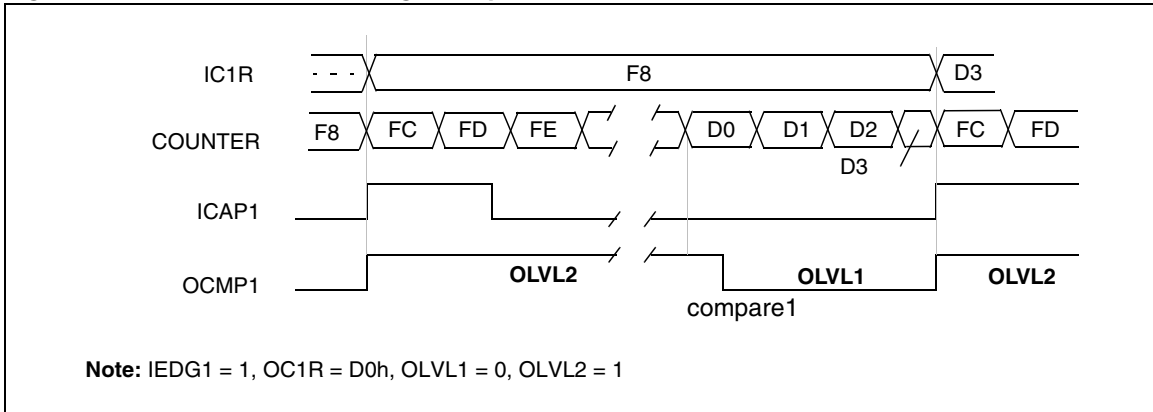 IC1R F8 D3
COUNTER F8 FC FD FE D0 D1 D2 FC FD
D3
ICAP1
OCMP1 OLVL2 OLVL1 OLVL2
compare1
Note: IEDG1 = 1, OC1R = D0h, OLVL1 = 0, OLVL2 = 1